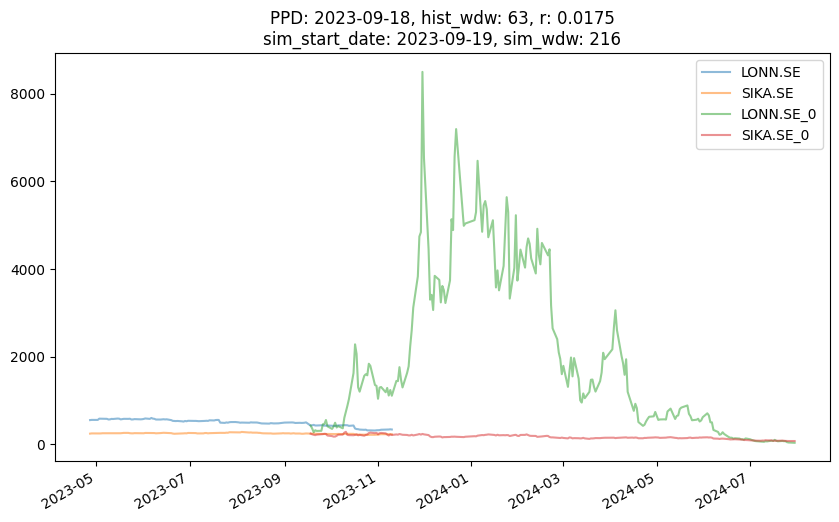 PPD: 2023-09-18, hist_wdw: 63, r: 0.0175
sim_start_date: 2023-09-19, sim_wdw: 216
LONN.SE
SIKA.SE
LONN.SE_0
SIKA.SE_0
8000
6000
4000
2000
0
2023-05
2023-07
2023-09
2023-11
2024-01
2024-03
2024-05
2024-07